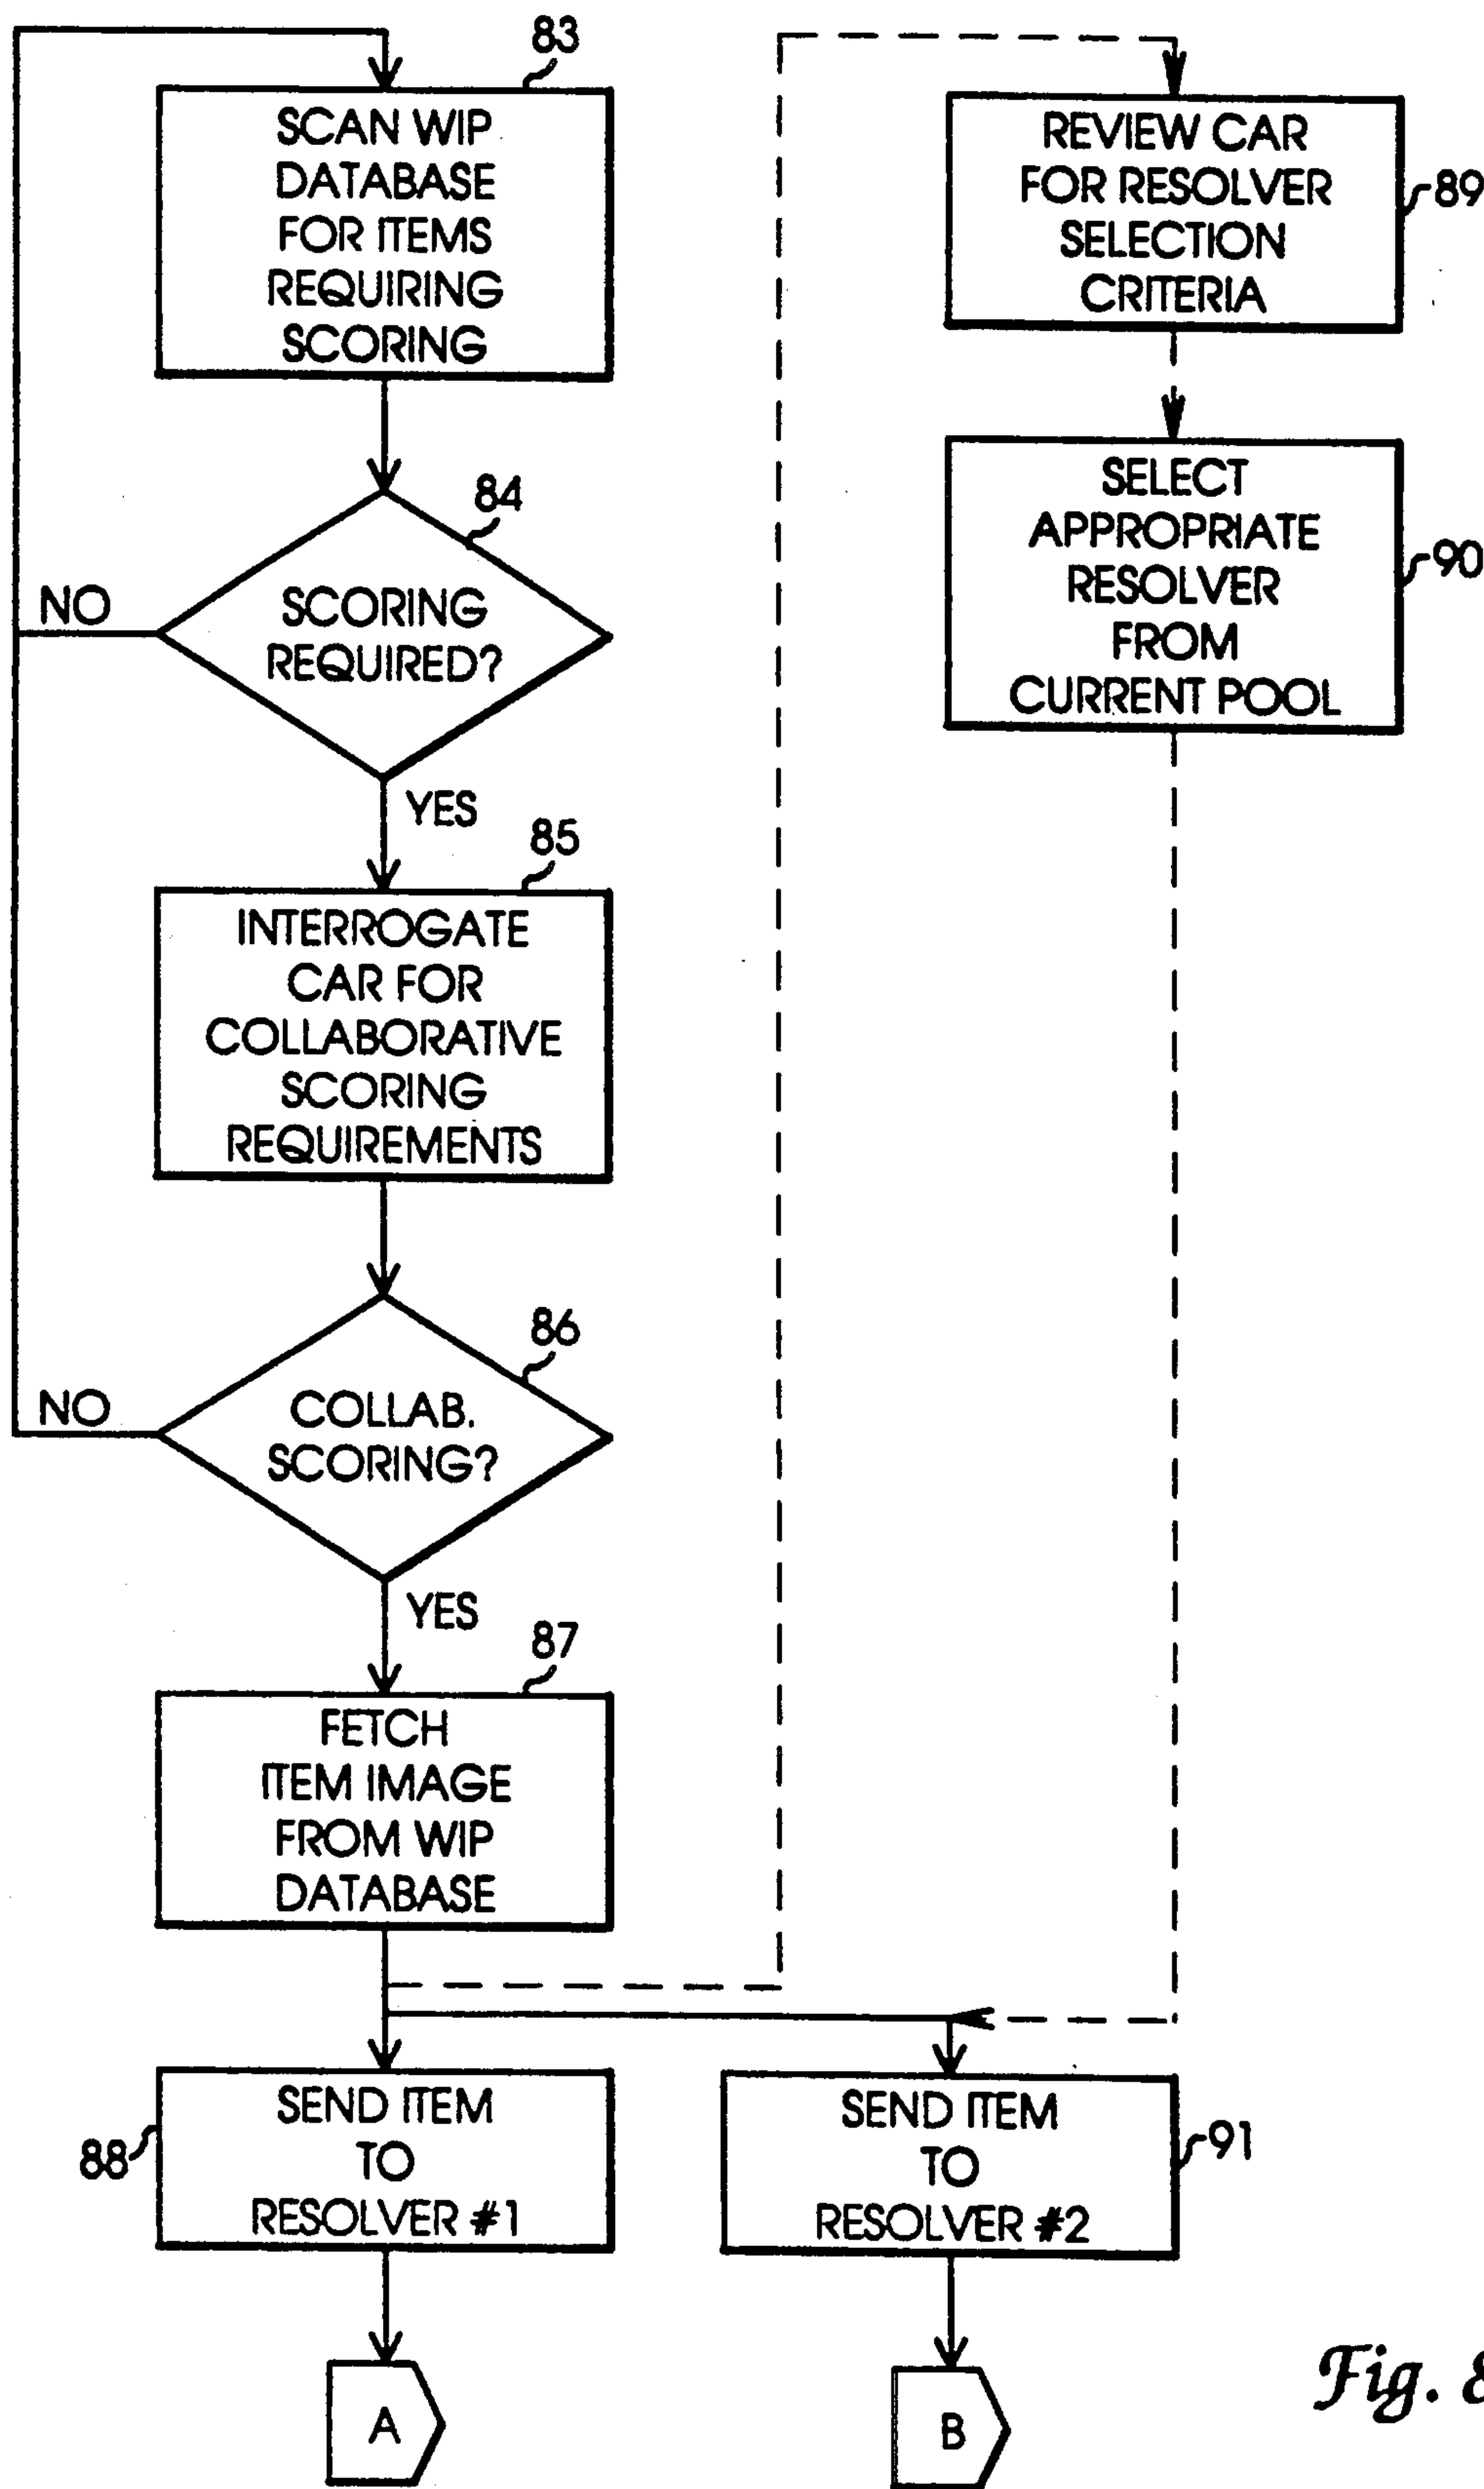 83
SCAN WIP
DATABASE
FOR ITEMS
REQUIRING
SCORING
84
NO
SCORING
REQUIRED?
YES
85
INTERROGATE
CAR FOR
COLLABORATIVE
SCORING
REQUIREMENTS
86
NO
COLLAB.
SCORING?
YES
87
FETCH
ITEM IMAGE
FROM WIP
DATABASE
88
SEND ITEM
TO
RESOLVER #1
A
REVIEW CAR
FOR RESOLVER
SELECTION
CRITERIA
89
SELECT
APPROPRIATE
RESOLVER
FROM
CURRENT POOL
90
SEND ITEM
TO
RESOLVER #2
91
B
Fig. 8